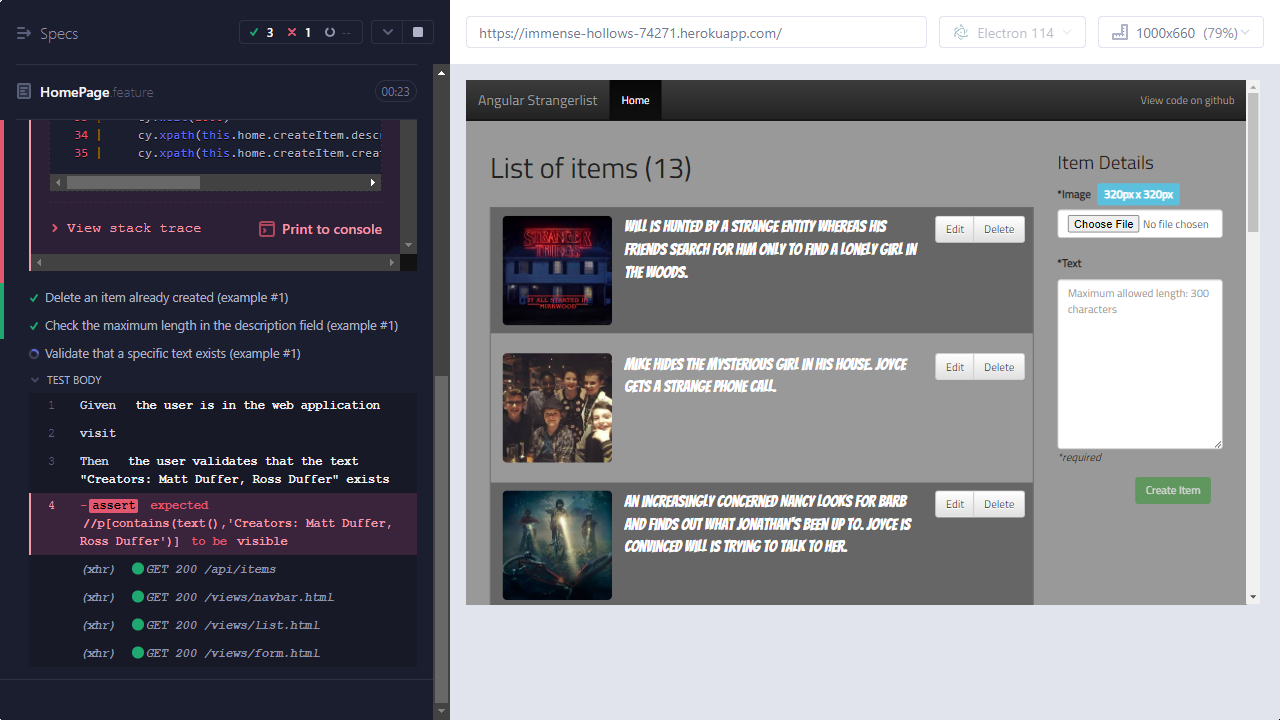 Specs
3 1 --
HomePage feature
00:23
34 | cy.xpath(this.home.createItem.descr
35 | cy.xpath(this.home.createItem.creat
View stack trace
Print to console
Delete an item already created (example #1)
Check the maximum length in the description field (example #1)
Validate that a specific text exists (example #1)
TEST BODY
1 Given the user is in the web application
2 visit
3 Then the user validates that the text
"Creators: Matt Duffer, Ross Duffer" exists
4 -assert expected
//p[contains(text(),'Creators: Matt Duffer,
Ross Duffer')] to be visible
(xhr) GET 200 /api/items
(xhr) GET 200 /views/navbar.html
(xhr) GET 200 /views/list.html
(xhr) GET 200 /views/form.html
https://immense-hollows-74271.herokuapp.com/
Electron 114
1000x660 (79%)
Angular Strangerlist
Home
View code on github
List of items (13)
STRANGER
THINGS
IT ALL STARTED IN
MIRKWOOD
WILL IS HUNTED BY A STRANGE ENTITY WHEREAS HIS
FRIENDS SEARCH FOR HIM ONLY TO FIND A LONELY GIRL IN
THE WOODS.
Edit Delete
MIKE HIDES THE MYSTERIOUS GIRL IN HIS HOUSE. JOYCE
GETS A STRANGE PHONE CALL.
Edit Delete
AN INCREASINGLY CONCERNED NANCY LOOKS FOR BARB
AND FINDS OUT WHAT JONATHAN'S BEEN UP TO. JOYCE IS
CONVINCED WILL IS TRYING TO TALK TO HER.
Edit Delete
Item Details
*Image 320px x 320px
Choose File No file chosen
*Text
Maximum allowed length: 300
characters
*required
Create Item